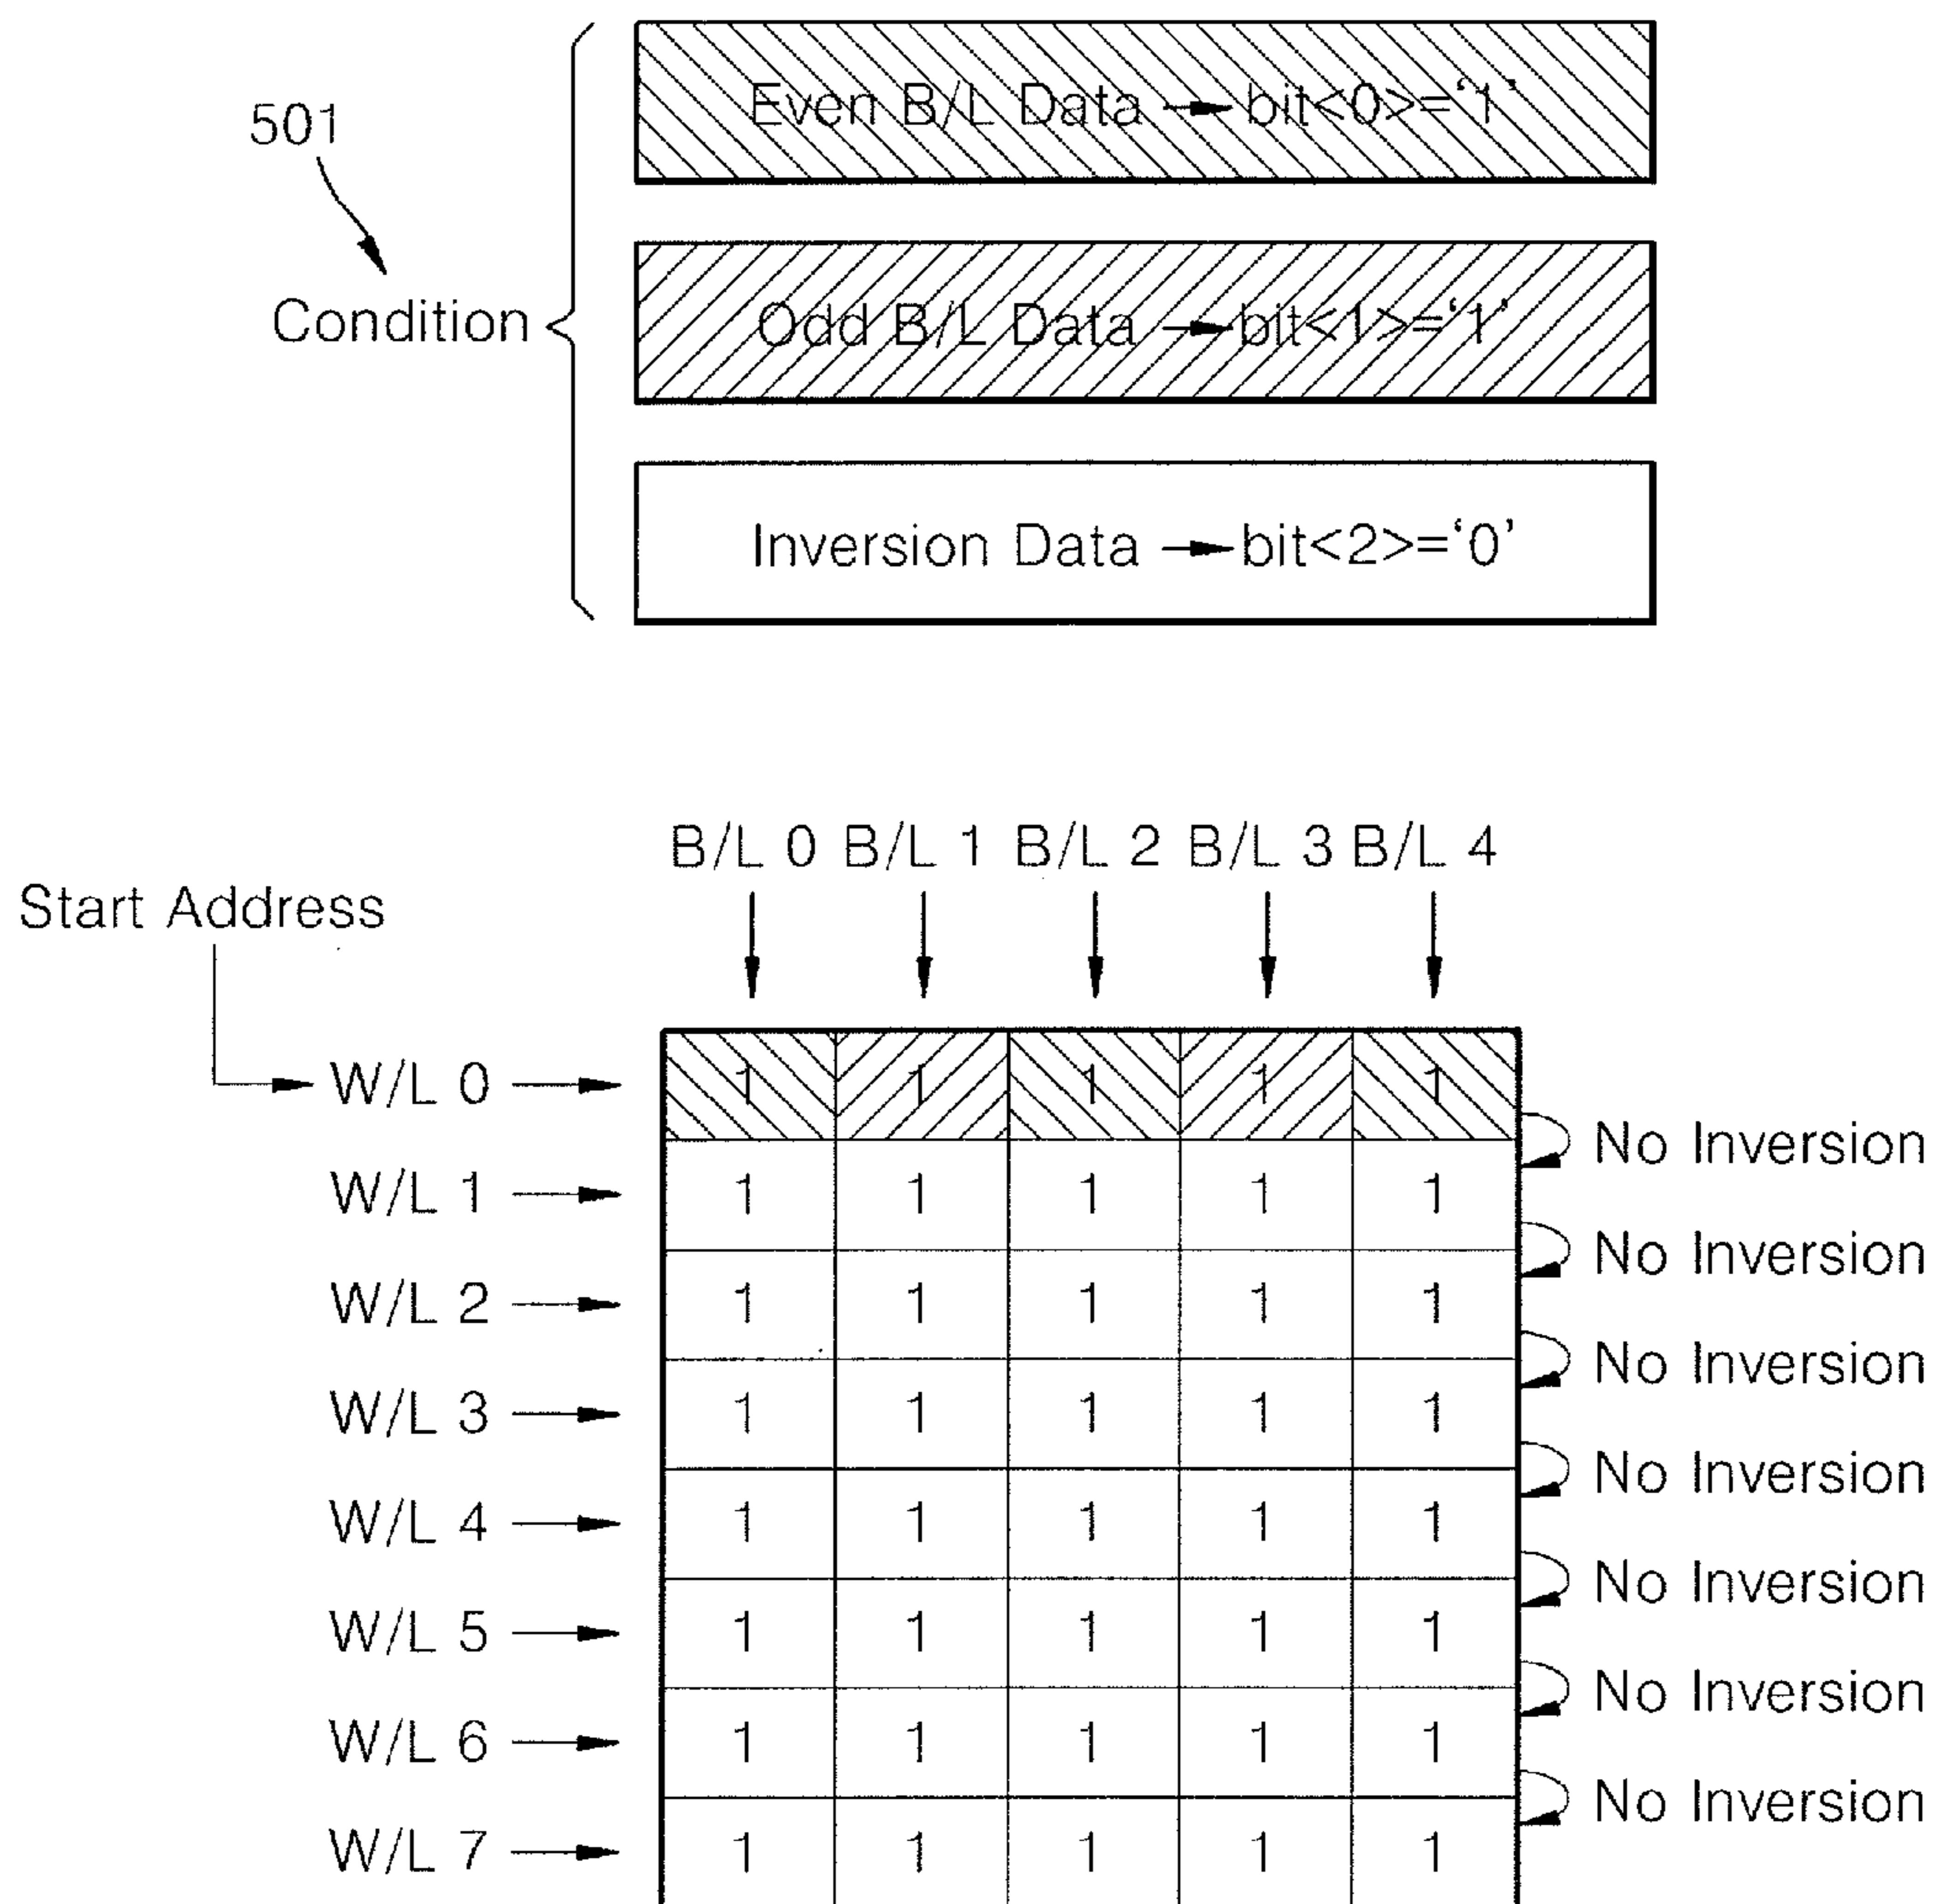 Even B/L Data → bit<0>=‘1’
501
Odd B/L Data → bit<1>=‘1’
Condition
Inversion Data → bit<2>=‘0’
B/L 0 B/L 1 B/L 2 B/L 3 B/L 4
Start Address
W/L 0 1 1 1 1 1
No Inversion
W/L 1 1 1 1 1 1
No Inversion
W/L 2 1 1 1 1 1
No Inversion
W/L 3 1 1 1 1 1
No Inversion
W/L 4 1 1 1 1 1
No Inversion
W/L 5 1 1 1 1 1
No Inversion
W/L 6 1 1 1 1 1
No Inversion
W/L 7 1 1 1 1 1